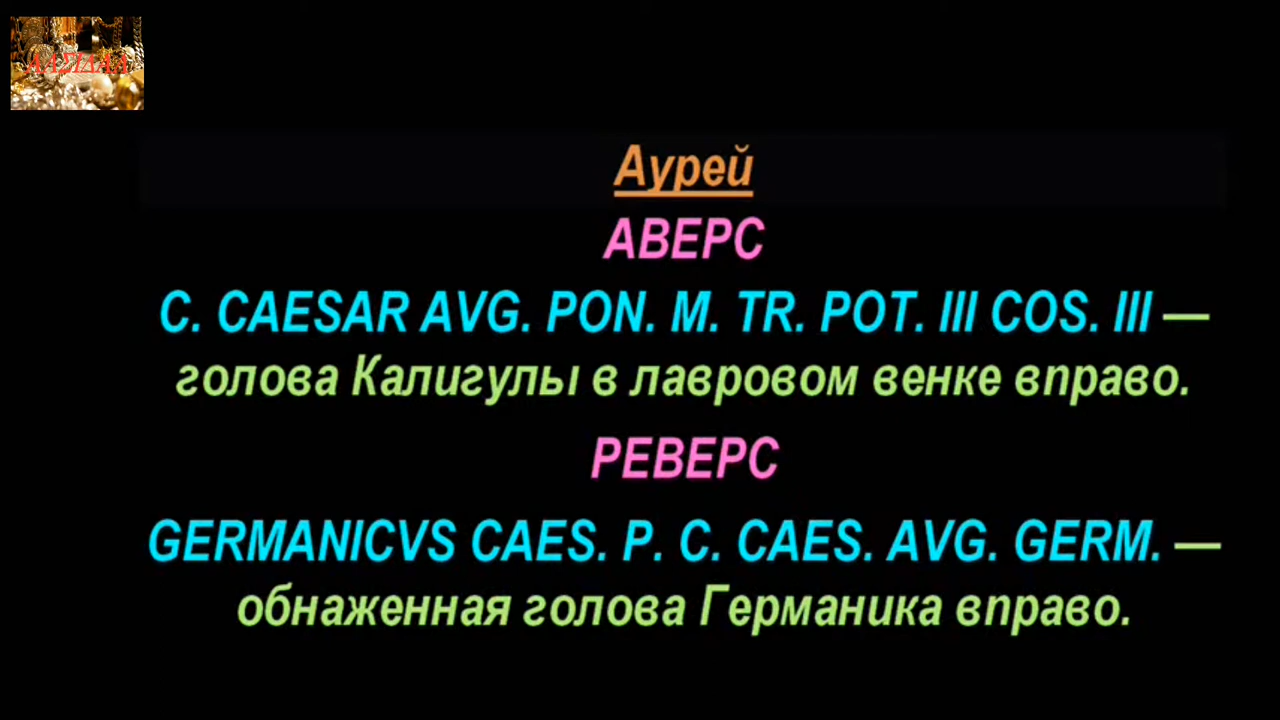 Аурей
АВЕРС
C. CAESAR AVG. PON. M. TR. POT. III COS. III —
голова Калигулы в лавровом венке вправо.
РЕВЕРС
GERMANICVS CAES. P. C. CAES. AVG. GERM. —
обнаженная голова Германика вправо.